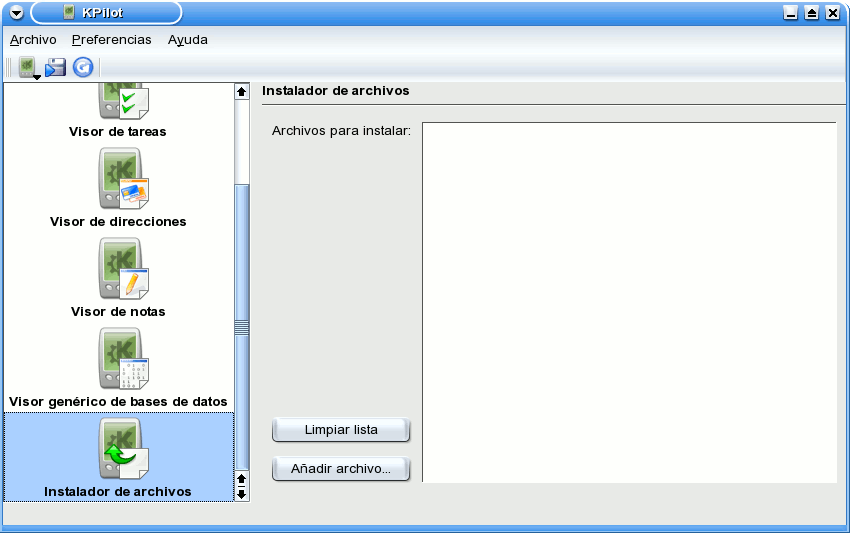 KPilot
Archivo Preferencias Ayuda
Visor de tareas
Visor de direcciones
Visor de notas
Visor genérico de bases de datos
Instalador de archivos
Instalador de archivos
Archivos para instalar:
Limpiar lista
Añadir archivo...